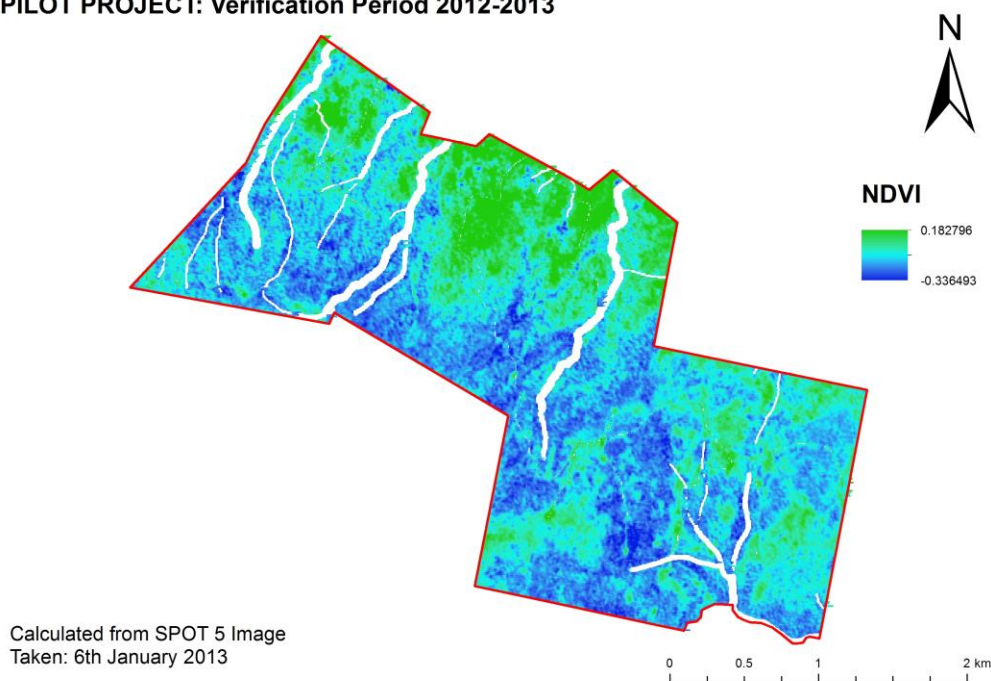 PILOT PROJECT: Verification Period 2012-2013
N
NDVI
0.182796
-0.336493
Calculated from SPOT 5 Image
Taken: 6th January 2013
0 0.5 1 2 km